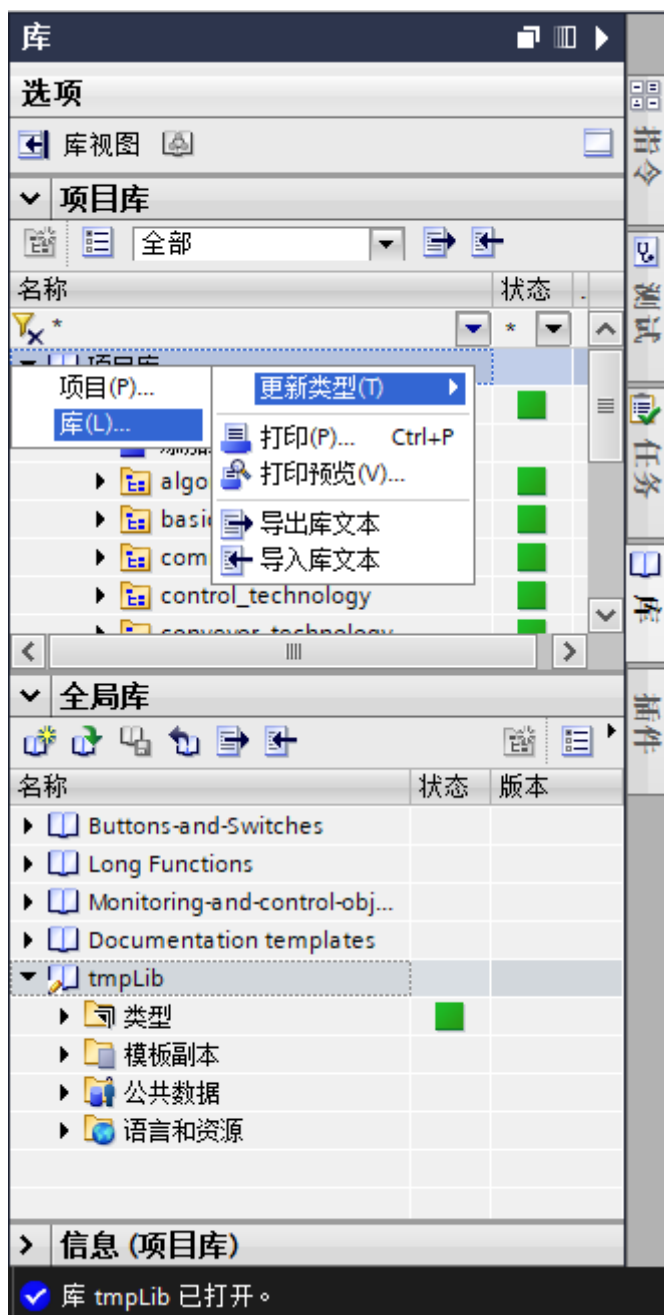 库
选项
库视图
项目库
全部
名称 状态 .
* *
项目库
项目(P)... 更新类型(T)
库(L)...
打印(P)... Ctrl+P
打印预览(V)...
algo
basic
导出库文本
com 导入库文本
control_technology
conveyor_technology
全局库
名称 状态 版本
Buttons-and-Switches
Long Functions
Monitoring-and-control-obj...
Documentation templates
tmpLib
类型
模板副本
公共数据
语言和资源
信息 (项目库)
库 tmpLib 已打开。
指令
测试
任务
库
插件